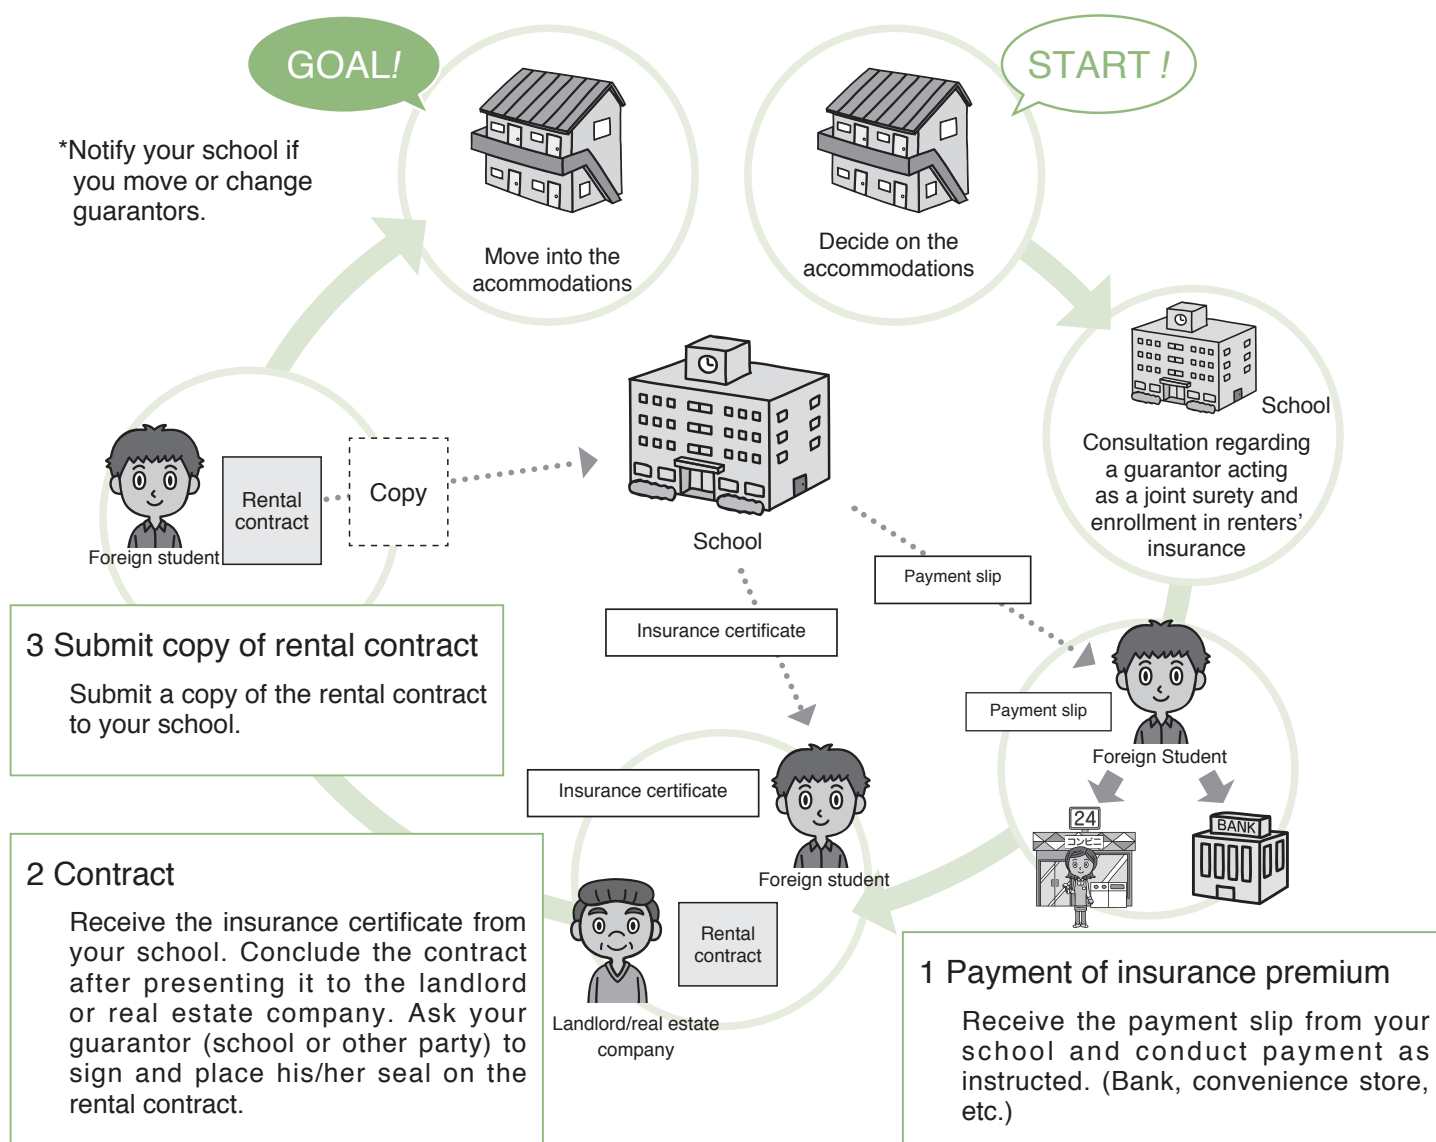 GOAL!
START !
*Notify your school if
you move or change
guarantors.
Move into the
acommodations
Decide on the
accommodations
School
Consultation regarding
a guarantor acting
as a joint surety and
enrollment in renters'
insurance
Foreign student
Rental
contract
Copy
School
Payment slip
Insurance certificate
3 Submit copy of rental contract
Submit a copy of the rental contract
to your school.
Payment slip
Foreign Student
24
コンビニ
BANK
Insurance certificate
Foreign student
Rental
contract
Landlord/real estate
company
1 Payment of insurance premium
Receive the payment slip from your
school and conduct payment as
instructed. (Bank, convenience store,
etc.)
2 Contract
Receive the insurance certificate from
your school. Conclude the contract
after presenting it to the landlord
or real estate company. Ask your
guarantor (school or other party) to
sign and place his/her seal on the
rental contract.